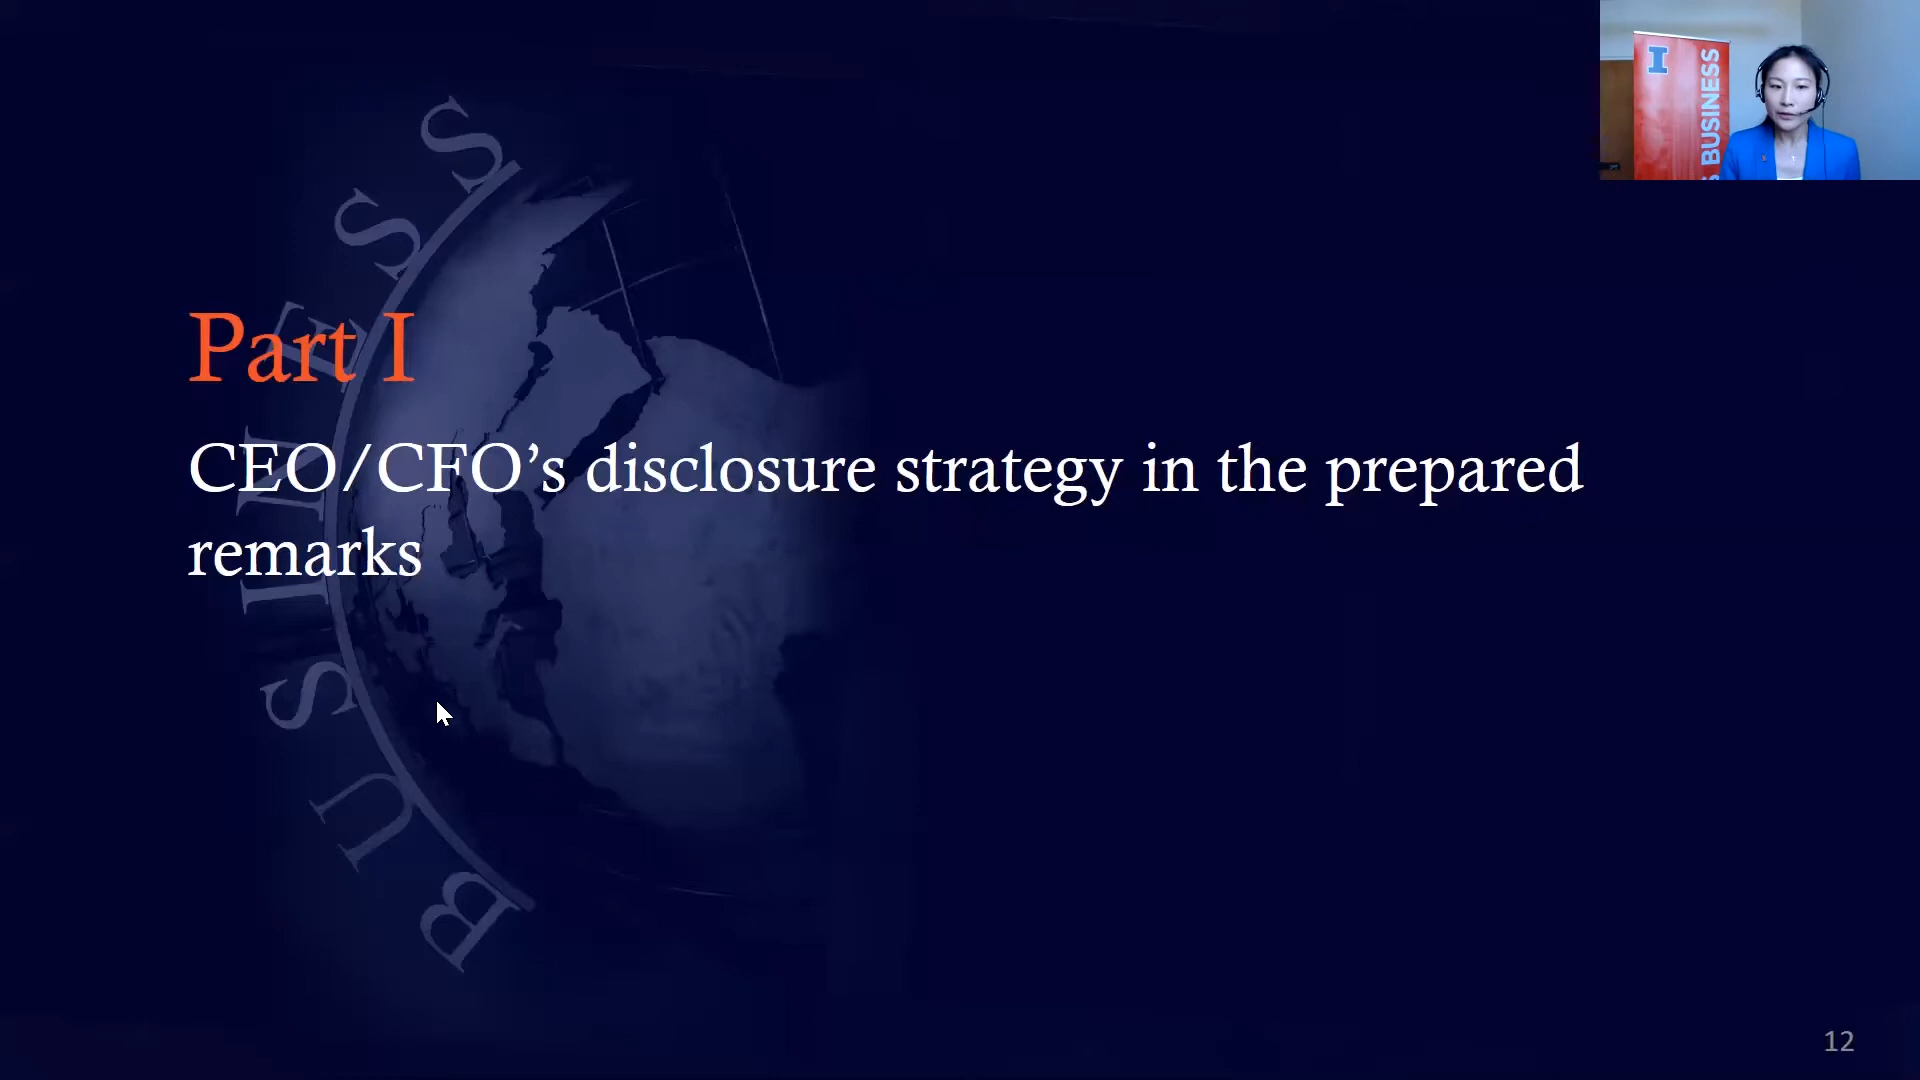 I
S BUSINESS
BUSINESS
Part I
CEO/CFO’s disclosure strategy in the prepared
remarks
12